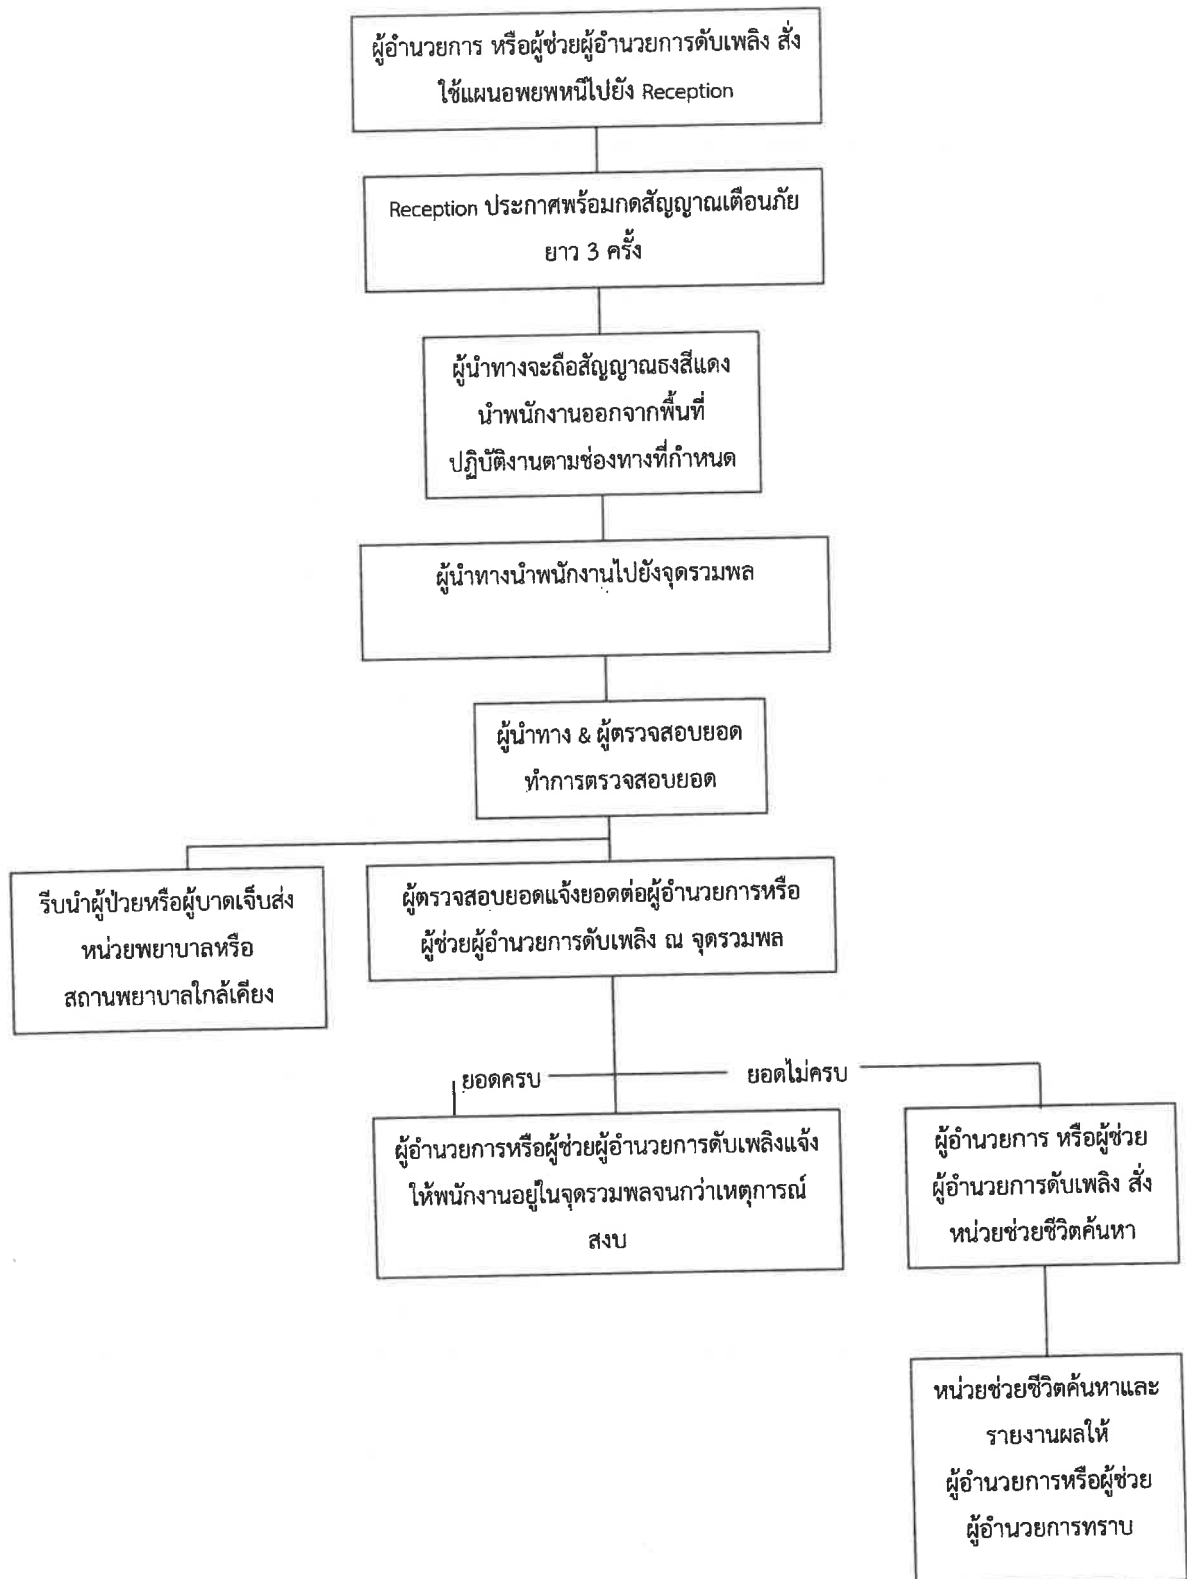 ผู้อำนวยการ หรือผู้ช่วยผู้อำนวยการดับเพลิง สั่ง
ใช้แผนอพยพหนีไปยัง Reception
Reception ประกาศพร้อมกดสัญญาณเตือนภัย
ยาว 3 ครั้ง
ผู้นำทางจะถือสัญญาณธงสีแดง
นำพนักงานออกจากพื้นที่
ปฏิบัติงานตามช่องทางที่กำหนด
ผู้นำทางนำพนักงานไปยังจุดรวมพล
ผู้นำทาง & ผู้ตรวจสอบยอด
ทำการตรวจสอบยอด
รีบนำผู้ป่วยหรือผู้บาดเจ็บส่ง
หน่วยพยาบาลหรือ
สถานพยาบาลใกล้เคียง
ผู้ตรวจสอบยอดแจ้งยอดต่อผู้อำนวยการหรือ
ผู้ช่วยผู้อำนวยการดับเพลิง ณ จุดรวมพล
ยอดครบ
ยอดไม่ครบ
ผู้อำนวยการหรือผู้ช่วยผู้อำนวยการดับเพลิงแจ้ง
ให้พนักงานอยู่ในจุดรวมพลจนกว่าเหตุการณ์
สงบ
ผู้อำนวยการ หรือผู้ช่วย
ผู้อำนวยการดับเพลิง สั่ง
หน่วยช่วยชีวิตค้นหา
หน่วยช่วยชีวิตค้นหาและ
รายงานผลให้
ผู้อำนวยการหรือผู้ช่วย
ผู้อำนวยการทราบ